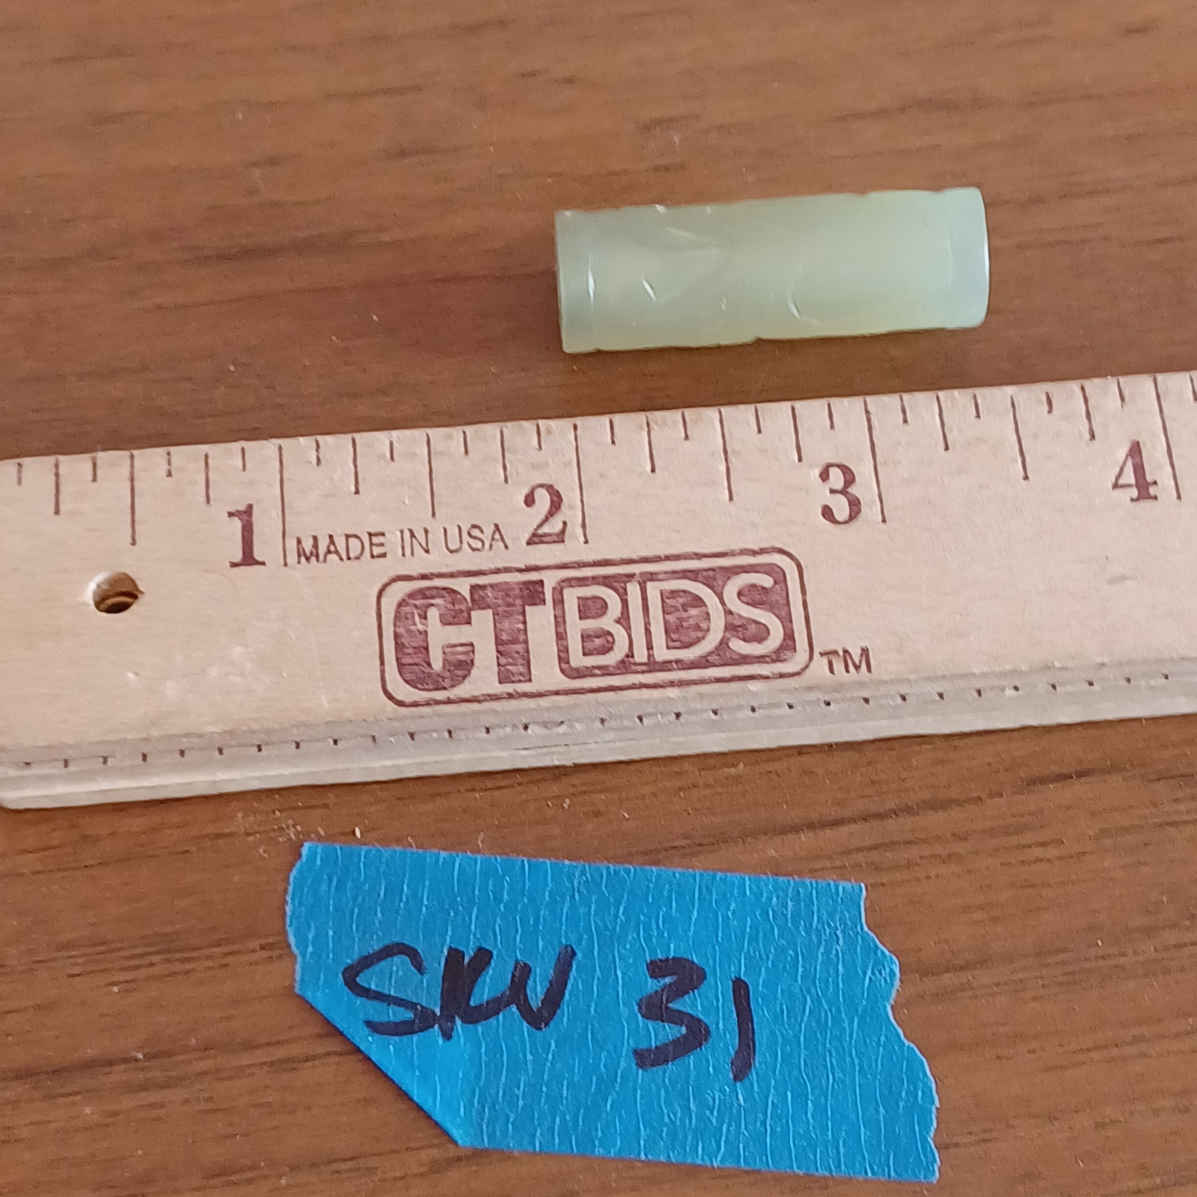 1 2 3 4
MADE IN USA
CT BIDS TM
SKU 31